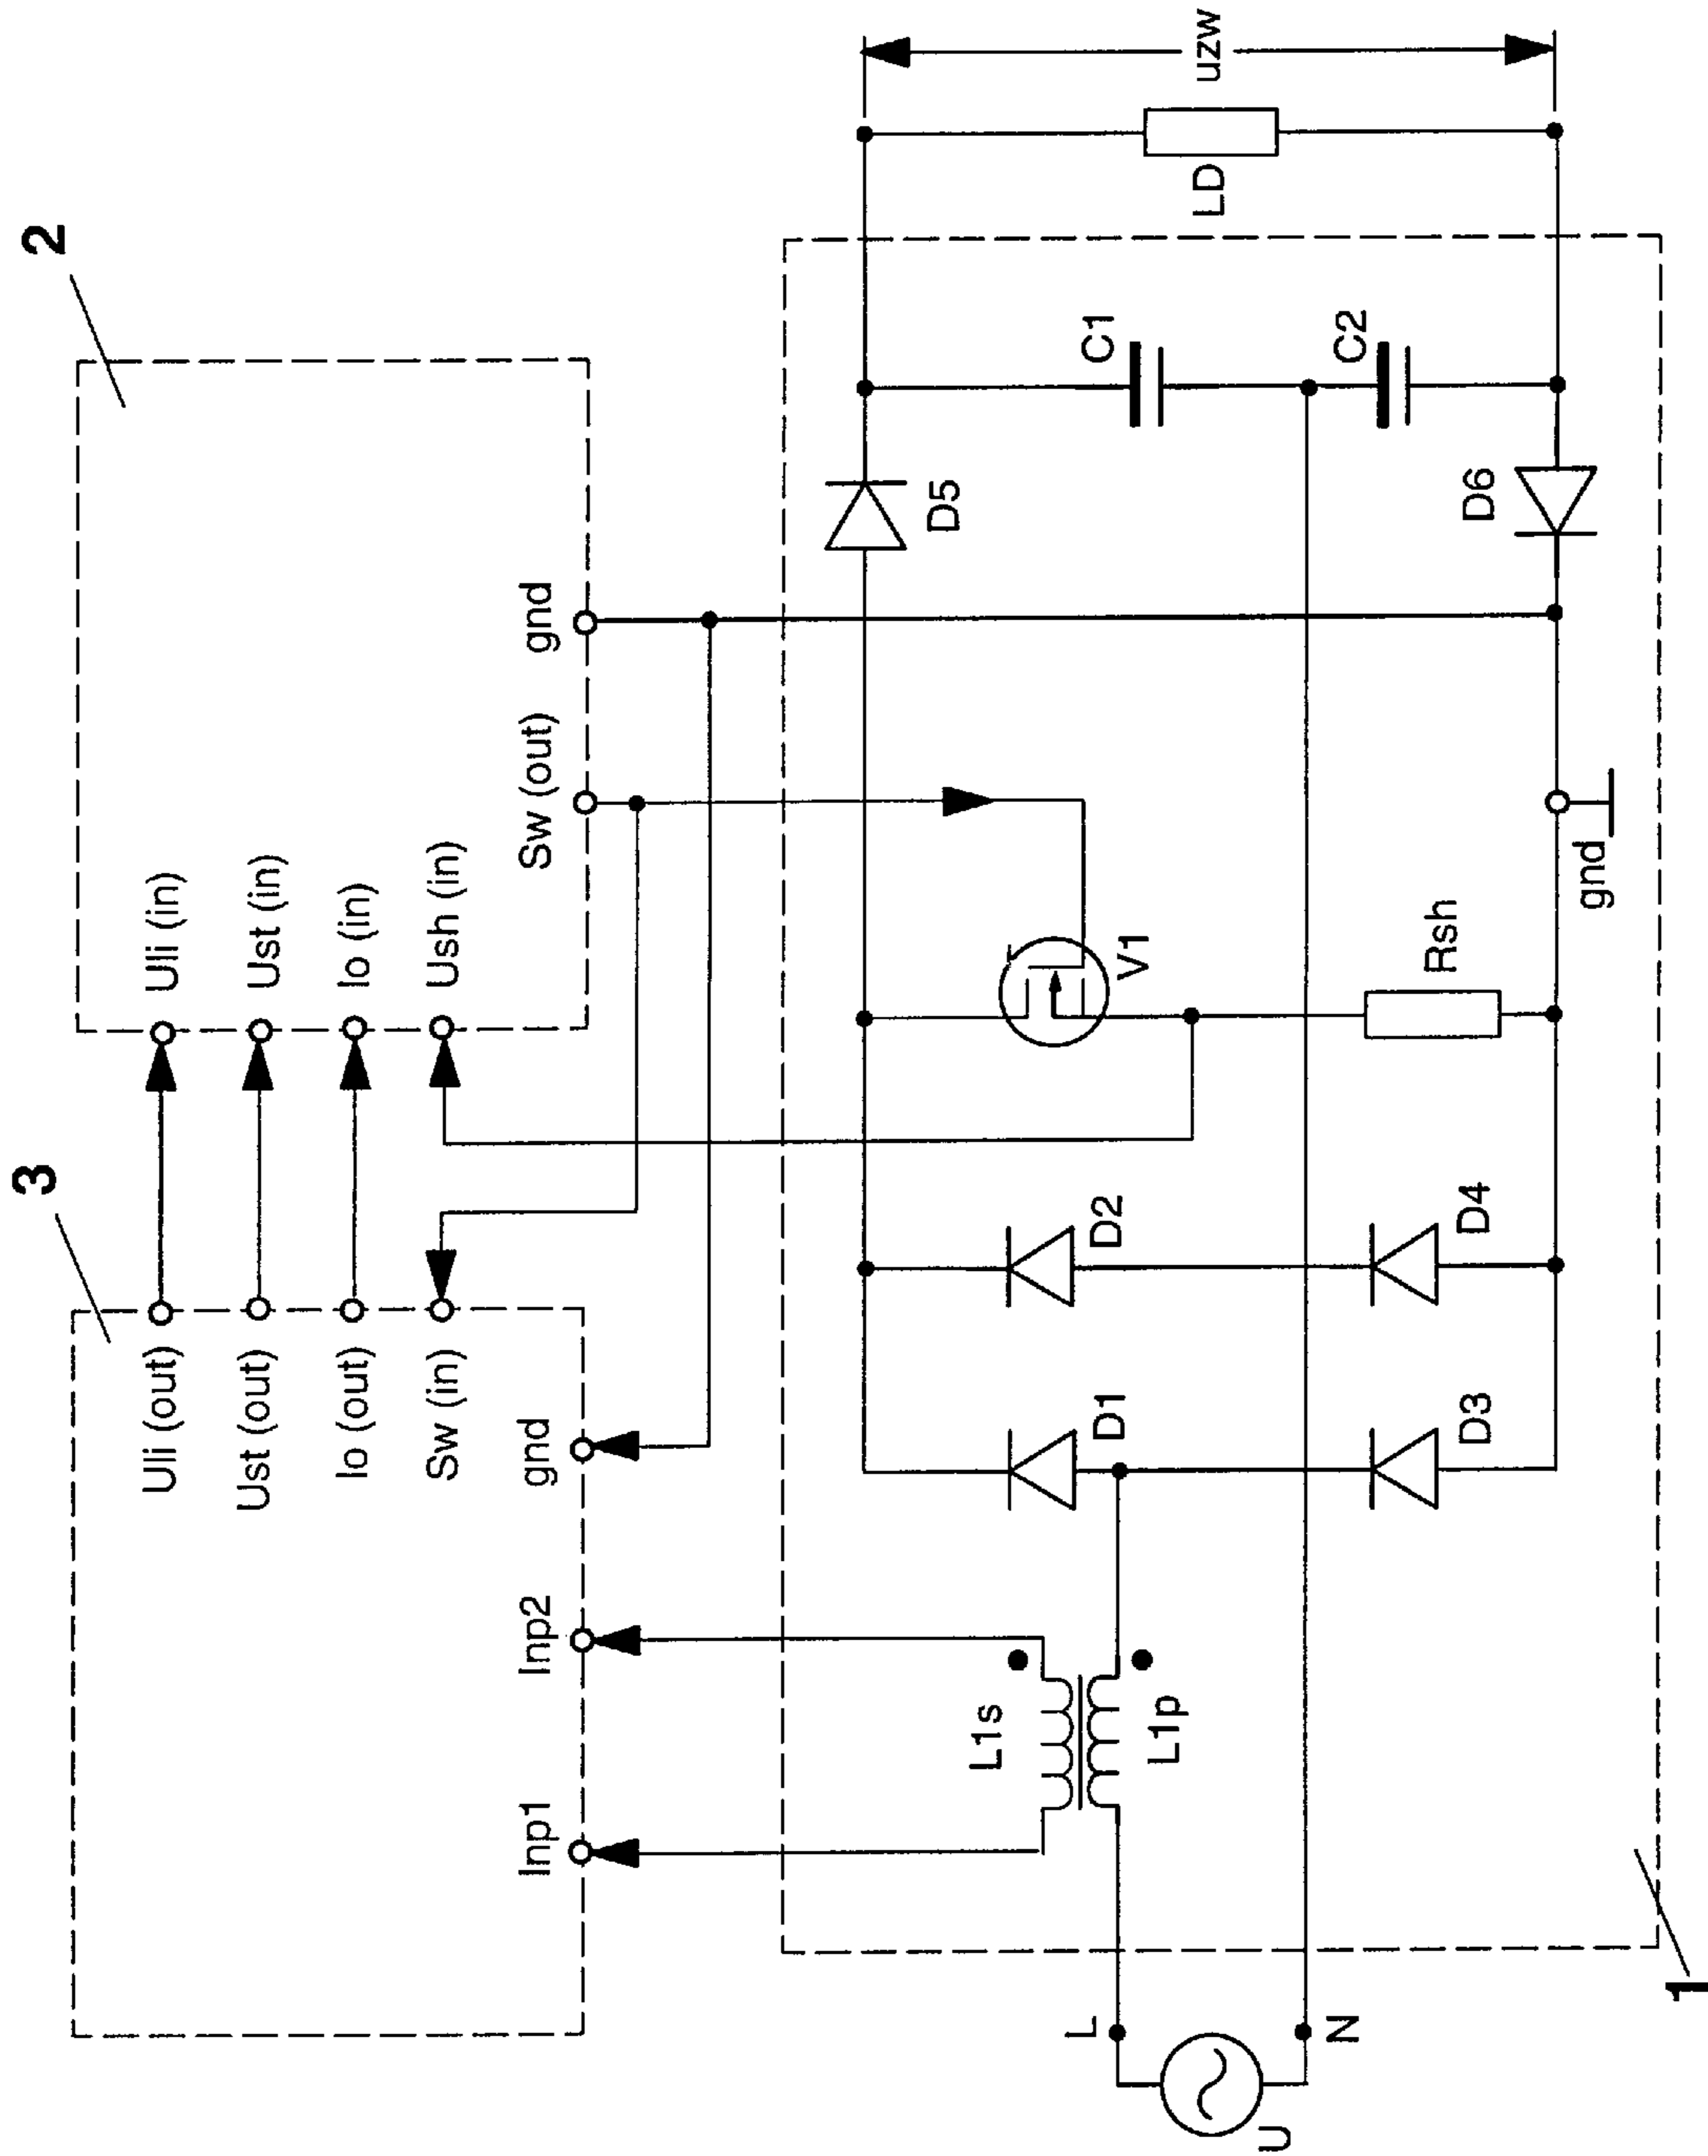 3
2
Uli (out)
Uli (in)
Ust (out)
Ust (in)
Io (out)
Io (in)
Sw (in)
Ush (in)
Inp1
Inp2
gnd
Sw (out)
gnd
L1s
L1p
D1
D2
D3
D4
V1
Rsh
gnd
D5
D6
C1
C2
LD
uzw
L
N
U
1